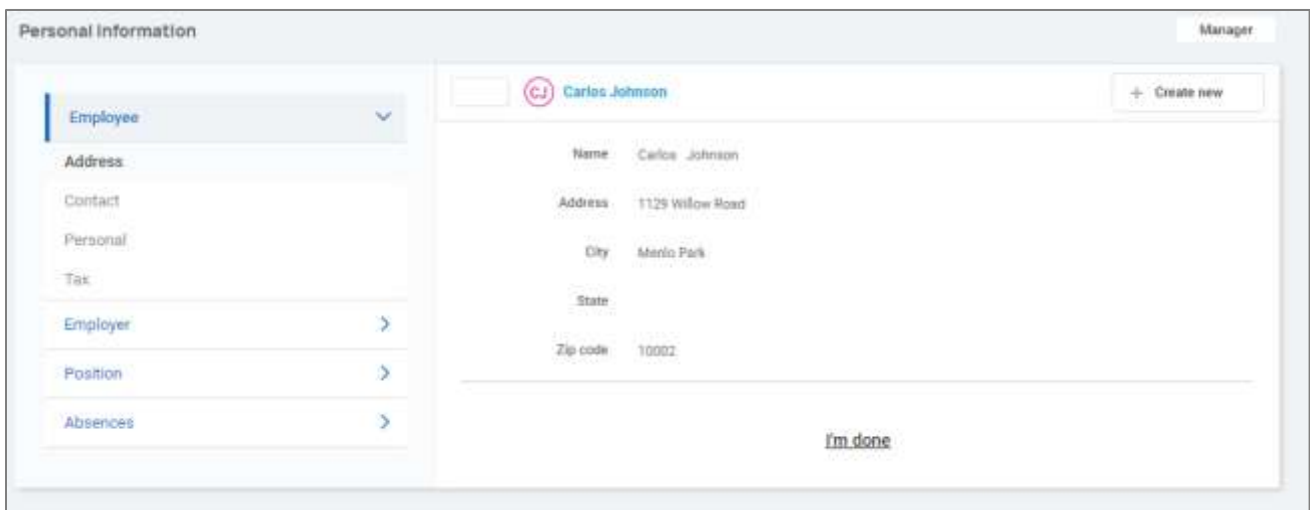 Personal Information
Manager
Employee
Address
Contact
Personal
Tax
Employer
Position
Absences
CJ Carlos Johnson
+ Create new
Name Carlos Johnson
Address 1129 Willow Road
City Menlo Park
State
Zip code 10002
I'm done